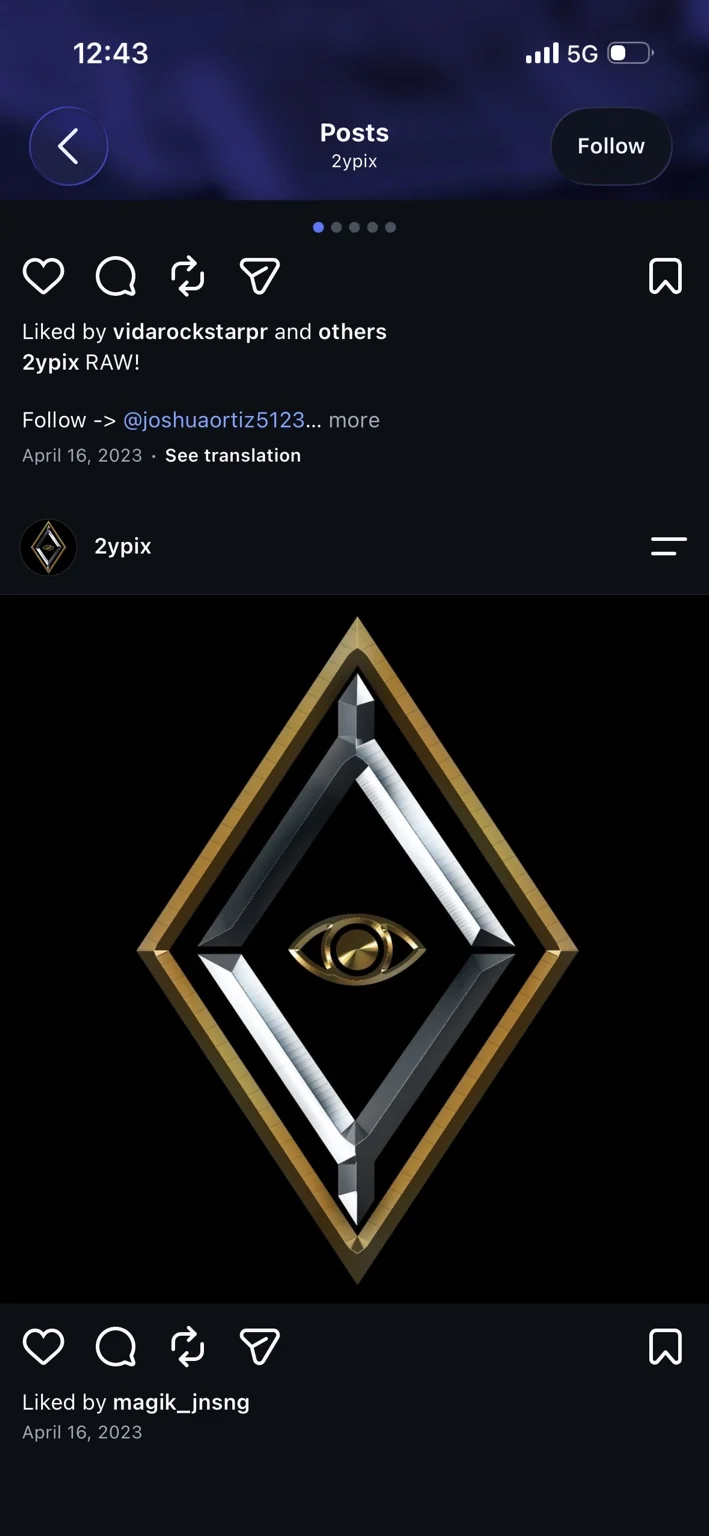 12:43
5G
Posts
2ypix
Follow
Liked by vidarockstarpr and others
2ypix RAW!
Follow -> @joshuaortiz5123... more
April 16, 2023 · See translation
2ypix
Liked by magik_jnsng
April 16, 2023